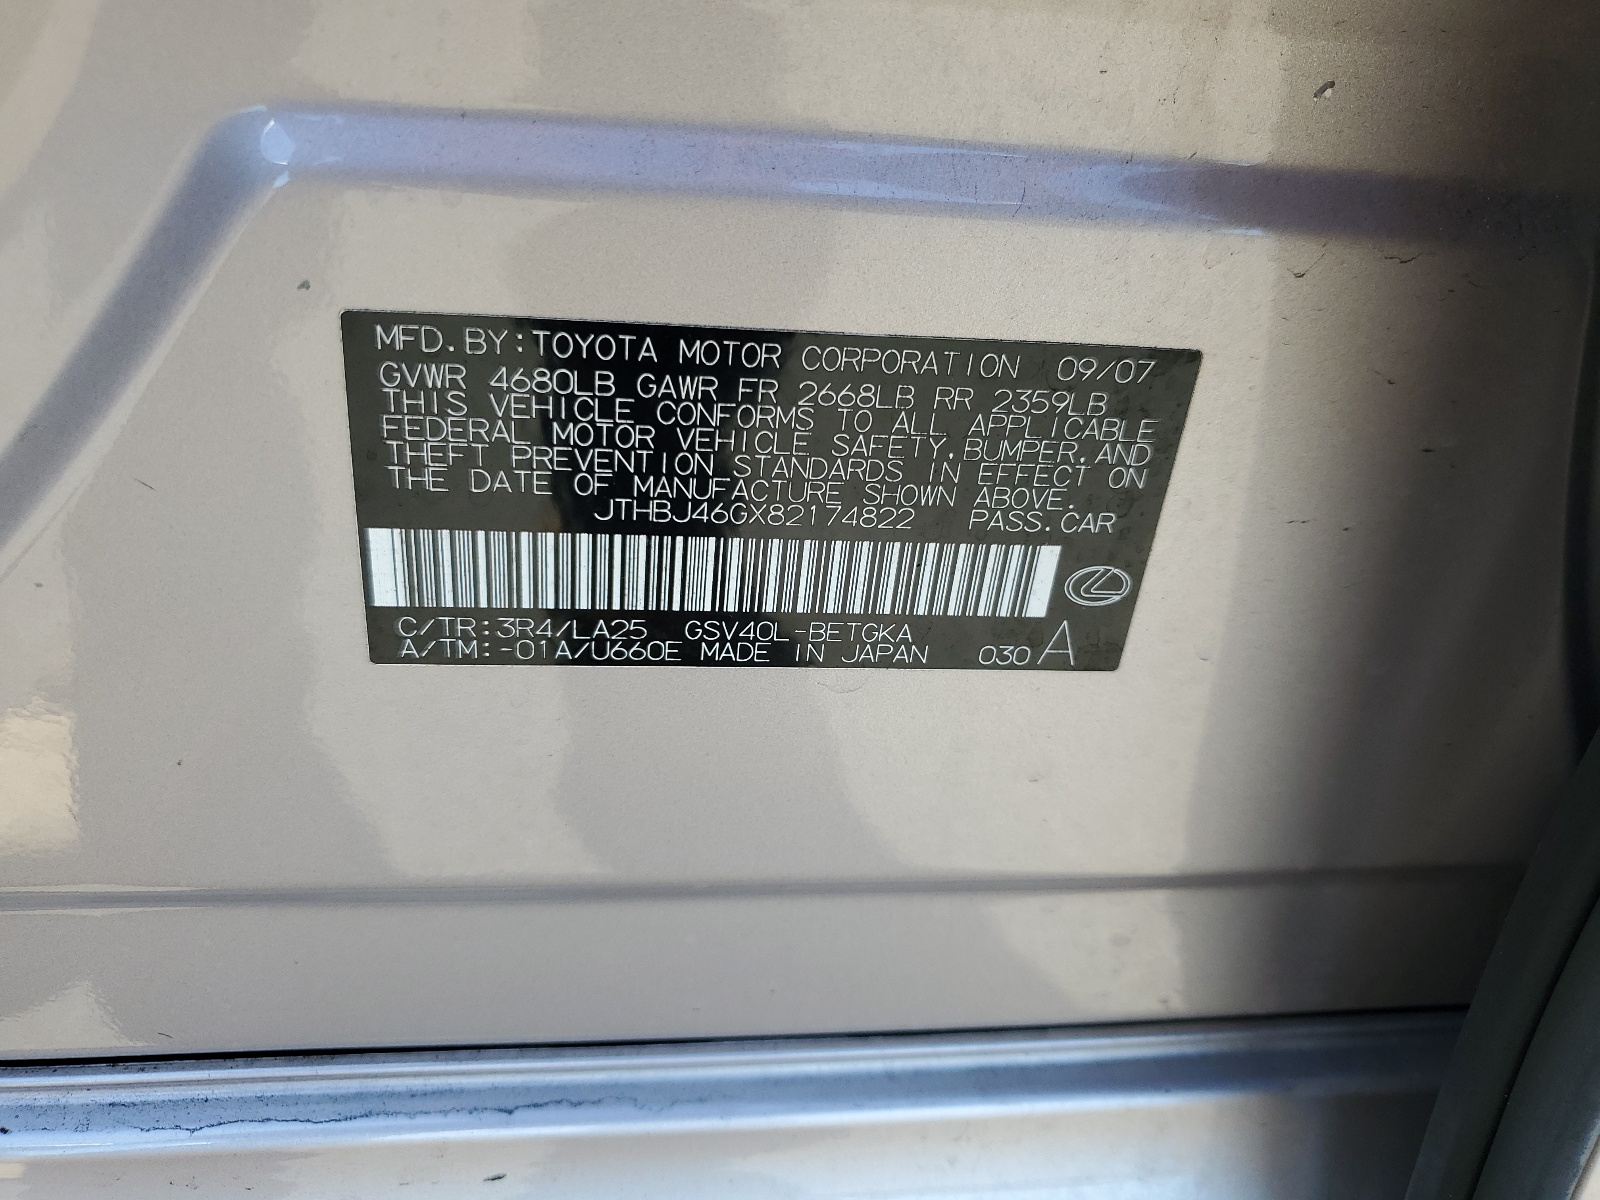 MFD. BY: TOYOTA MOTOR CORPORATION 09/07
GVWR 4680LB GAWR FR 2668LB RR 2359LB
THIS VEHICLE CONFORMS TO ALL APPLICABLE
FEDERAL MOTOR VEHICLE SAFETY, BUMPER, AND
THEFT PREVENTION STANDARDS IN EFFECT ON
THE DATE OF MANUFACTURE SHOWN ABOVE.
JTHBJ46GX82174822 PASS. CAR
C/TR: 3R4/LA25 GSV40L-BETGKA
A/TM: -01A/U660E MADE IN JAPAN 030 A